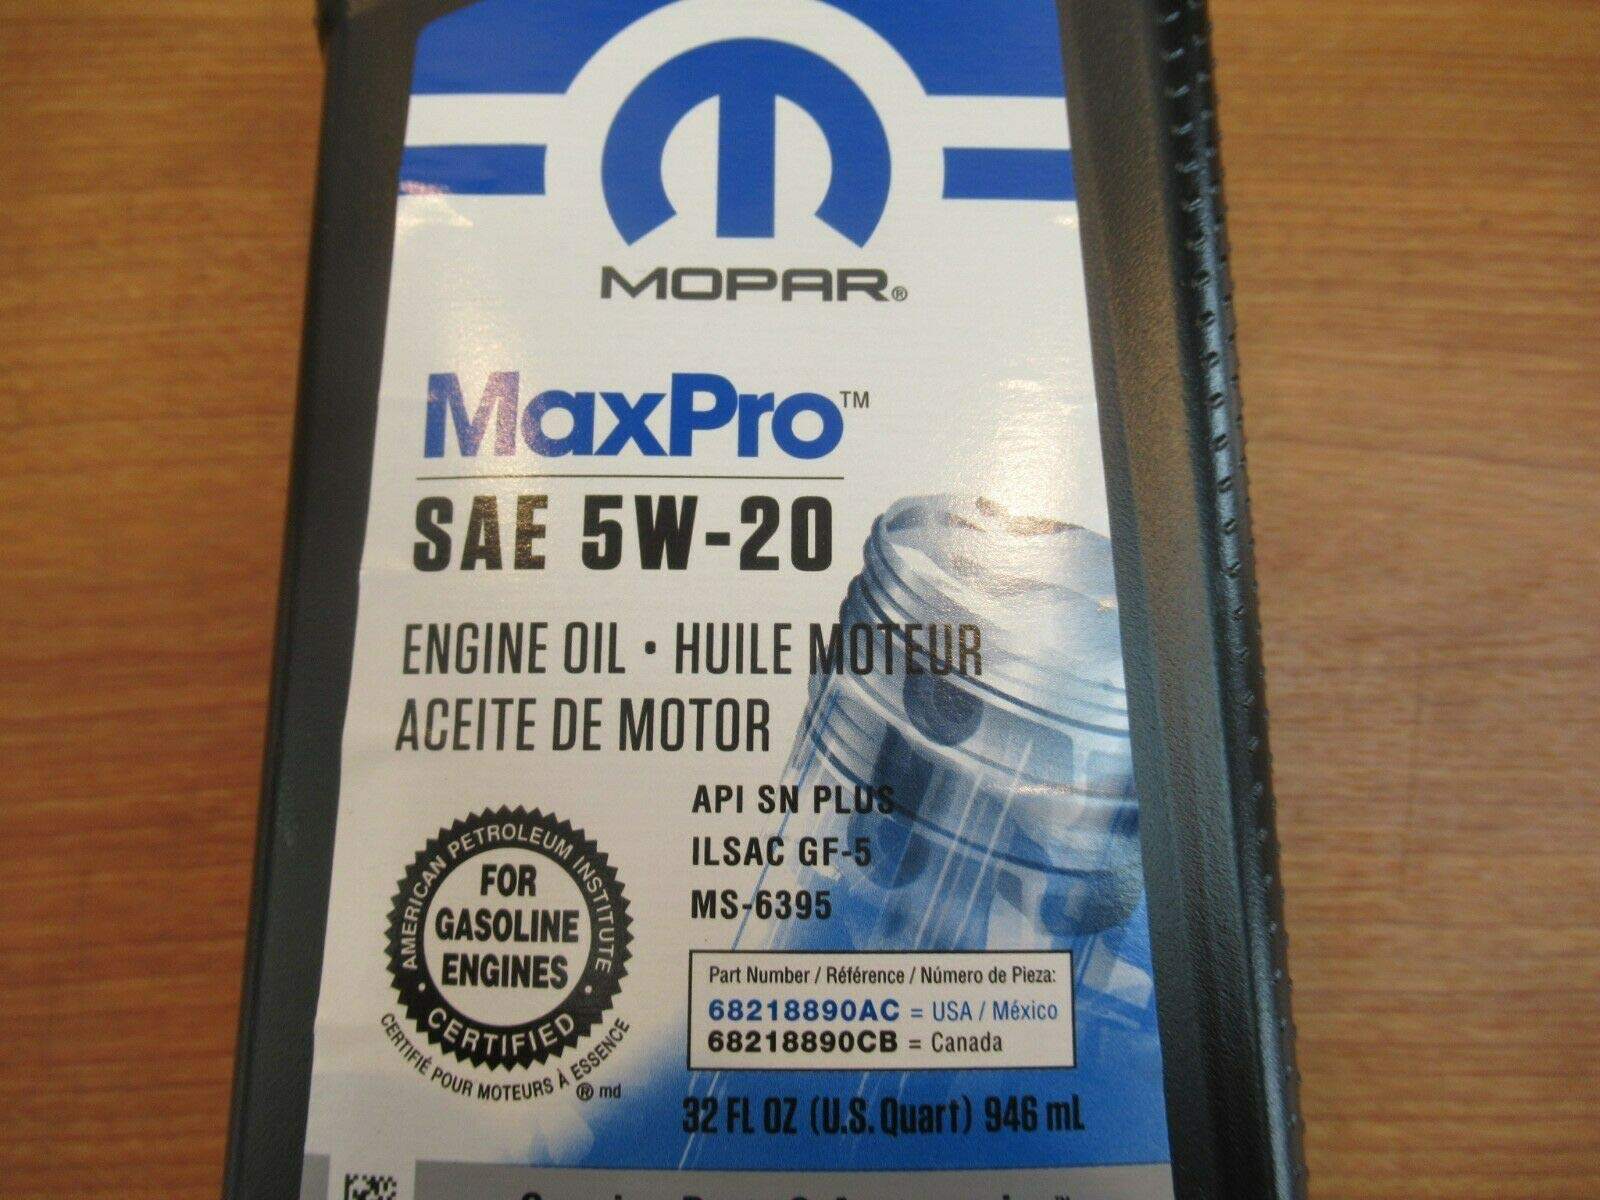 MOPAR®
MaxPro™
SAE 5W-20
ENGINE OIL • HUILE MOTEUR
ACEITE DE MOTOR
API SN PLUS
ILSAC GF-5
MS-6395
AMERICAN PETROLEUM INSTITUTE
FOR
GASOLINE
ENGINES
CERTIFIED
CERTIFIÉ POUR MOTEURS À ESSENCE
® md
Part Number / Référence / Número de Pieza:
68218890AC = USA / México
68218890CB = Canada
32 FL OZ (U.S. Quart) 946 mL